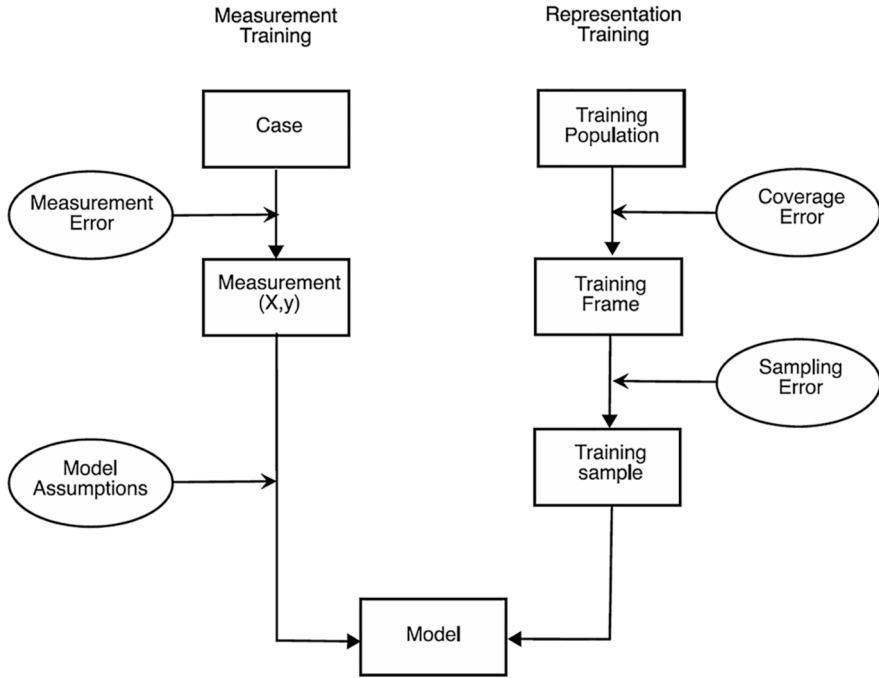 Measurement
Training
Representation
Training
Case
Training
Population
Measurement
Error
Coverage
Error
Measurement
(X,y)
Training
Frame
Sampling
Error
Model
Assumptions
Training
sample
Model